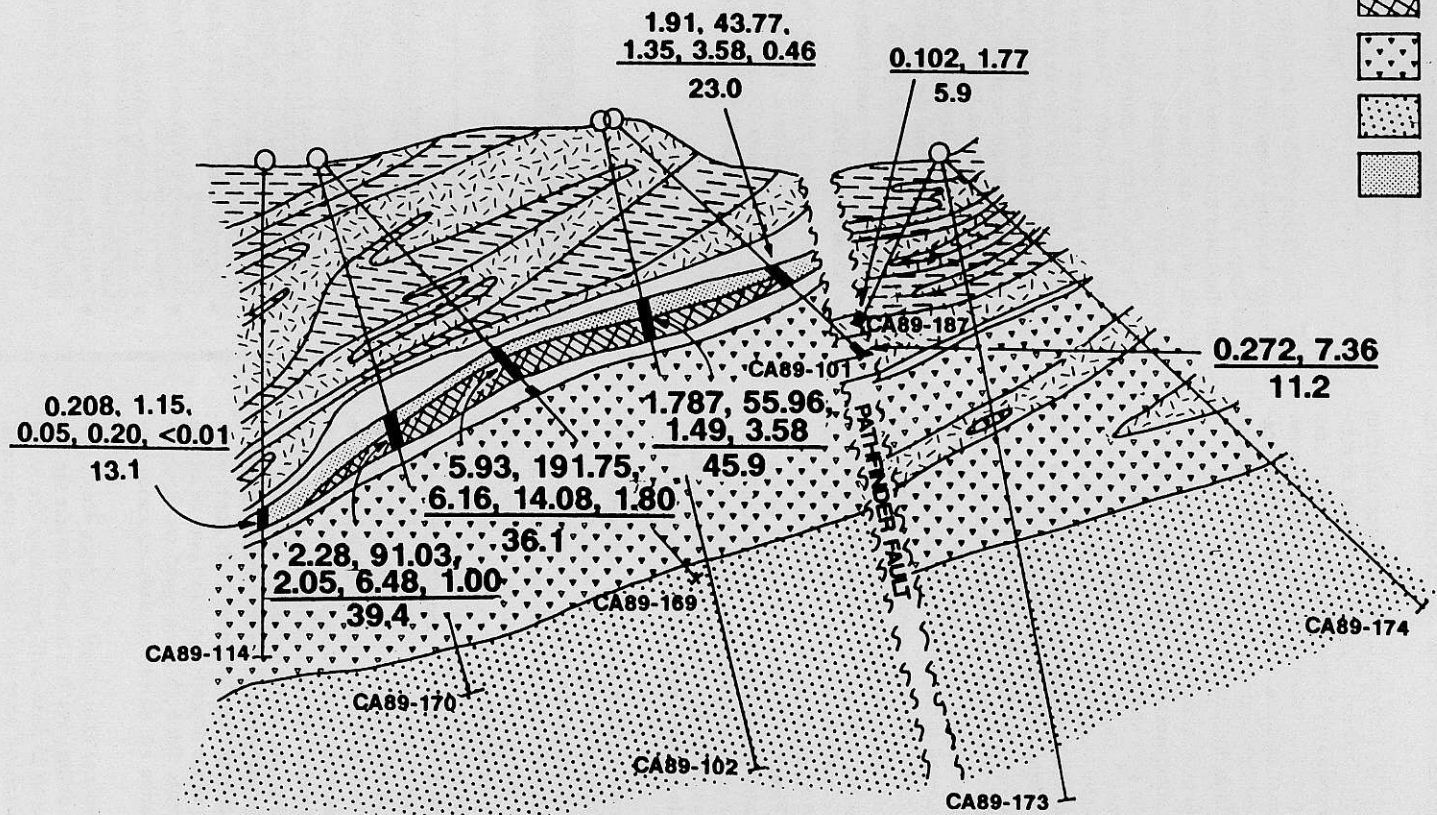 1.91, 43.77,
1.35, 3.58, 0.46
23.0
0.102, 1.77
5.9
CA89-187
CA89-101
0.272, 7.36
11.2
0.208, 1.15,
0.05, 0.20, <0.01
13.1
1.787, 55.96,
1.49, 3.58
45.9
5.93, 191.75,
6.16, 14.08, 1.80
36.1
2.28, 91.03,
2.05, 6.48, 1.00
39.4
PATHFINDER FAULT
CA89-169
CA89-174
CA89-114
CA89-170
CA89-102
CA89-173